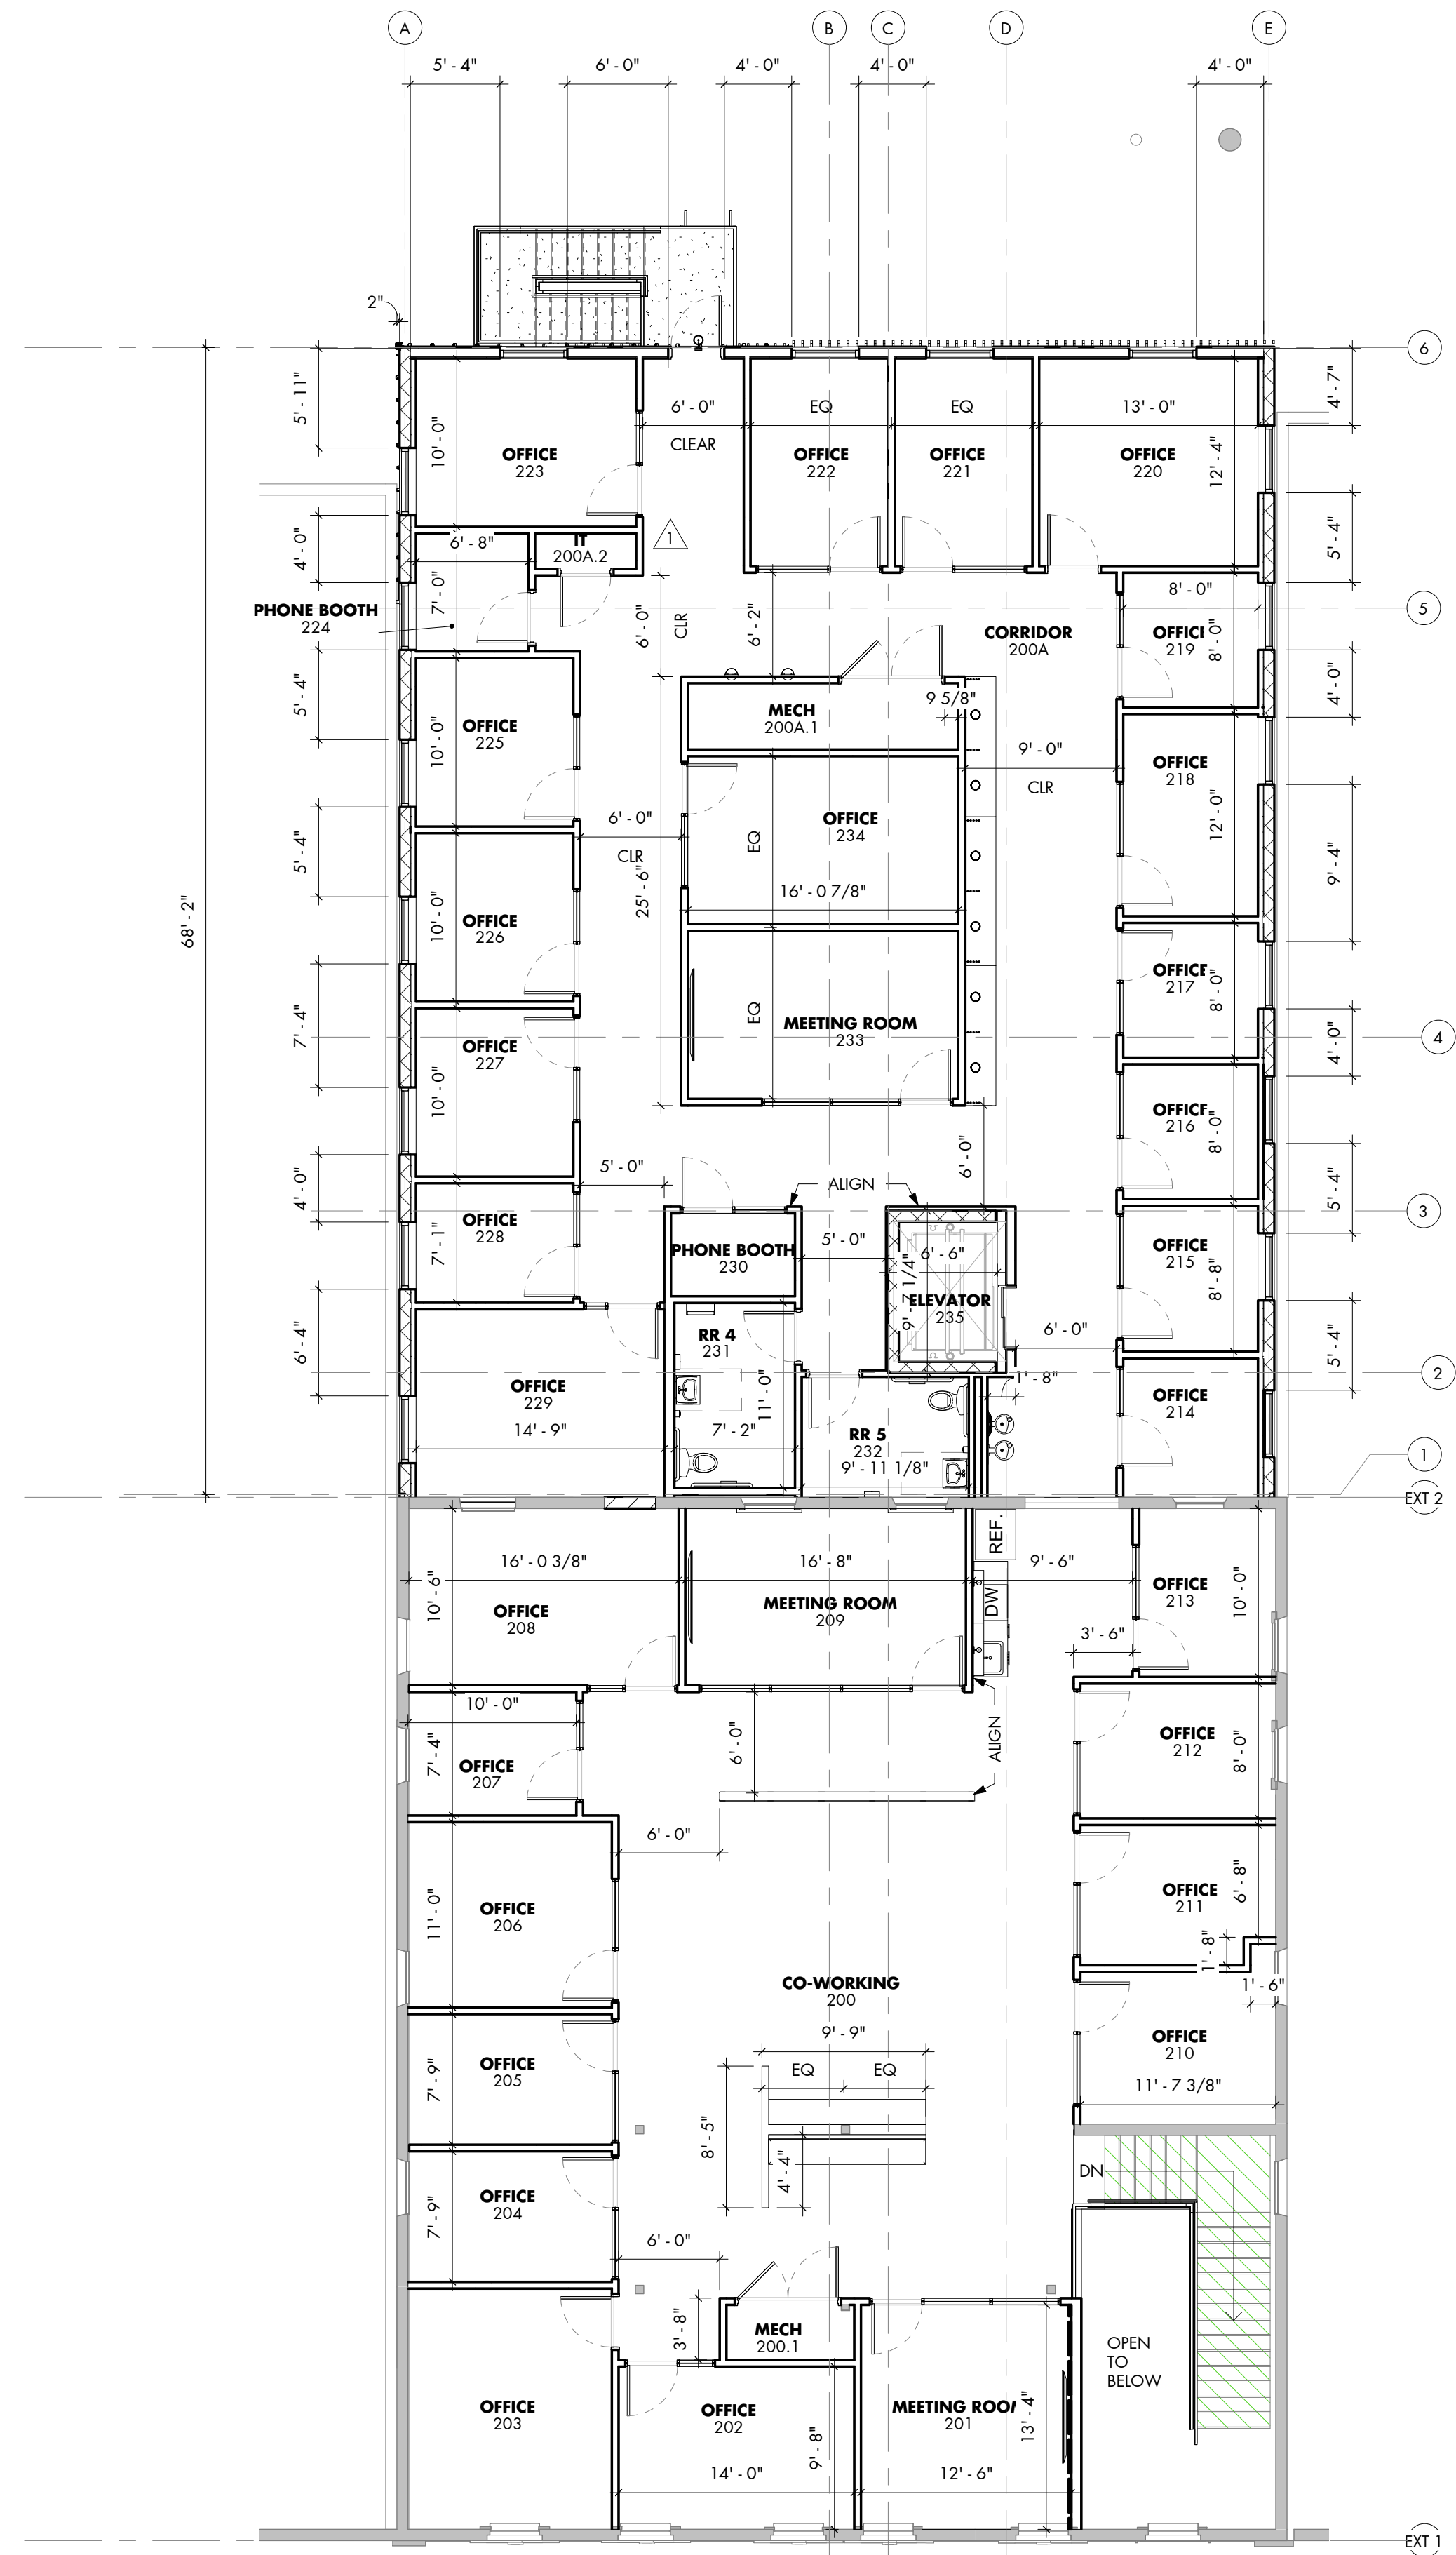 A
B
C
D
E
5' - 4"
6' - 0"
4' - 0"
4' - 0"
4' - 0"
2"
6
5' - 11"
10' - 0"
OFFICE
223
6' - 0"
CLEAR
EQ
OFFICE
222
EQ
OFFICE
221
13' - 0"
OFFICE
220
12' - 4"
4' - 7"
4' - 0"
6' - 8"
IT
200A.2
1
5' - 4"
PHONE BOOTH
224
7' - 0"
6' - 0"
CLR
6' - 2"
CORRIDOR
200A
8' - 0"
OFFICI
219
8' - 0"
5
5' - 4"
OFFICE
225
10' - 0"
MECH
200A.1
9 5/8"
9' - 0"
CLR
OFFICE
218
12' - 0"
4' - 0"
5' - 4"
6' - 0"
CLR
25' - 6"
EQ
OFFICE
234
16' - 0 7/8"
9' - 4"
68' - 2"
10' - 0"
OFFICE
226
OFFICE
217
8' - 0"
7' - 4"
OFFICE
227
10' - 0"
EQ
MEETING ROOM
233
4' - 0"
4
OFFICE
216
8' - 0"
4' - 0"
5' - 0"
6' - 0"
ALIGN
5' - 4"
3
7' - 1"
OFFICE
228
PHONE BOOTH
230
5' - 0"
6' - 6"
9' - 7 1/4"
ELEVATOR
235
OFFICE
215
8' - 8"
6' - 4"
RR 4
231
6' - 0"
5' - 4"
1' - 8"
2
OFFICE
229
14' - 9"
11' - 0"
7' - 2"
RR 5
232
9' - 11 1/8"
OFFICE
214
1
EXT 2
16' - 0 3/8"
10' - 6"
OFFICE
208
16' - 8"
MEETING ROOM
209
REF.
DW
9' - 6"
OFFICE
213
10' - 0"
3' - 6"
10' - 0"
7' - 4"
OFFICE
207
6' - 0"
ALIGN
OFFICE
212
8' - 0"
6' - 0"
11' - 0"
OFFICE
206
OFFICE
211
6' - 8"
1' - 8"
1' - 6"
CO-WORKING
200
9' - 9"
EQ
EQ
7' - 9"
OFFICE
205
OFFICE
210
11' - 7 3/8"
8' - 5"
4' - 4"
DN
7' - 9"
OFFICE
204
6' - 0"
3' - 8"
MECH
200.1
OPEN
TO
BELOW
OFFICE
203
OFFICE
202
14' - 0"
9' - 8"
MEETING ROOM
201
13' - 4"
12' - 6"
EXT 1